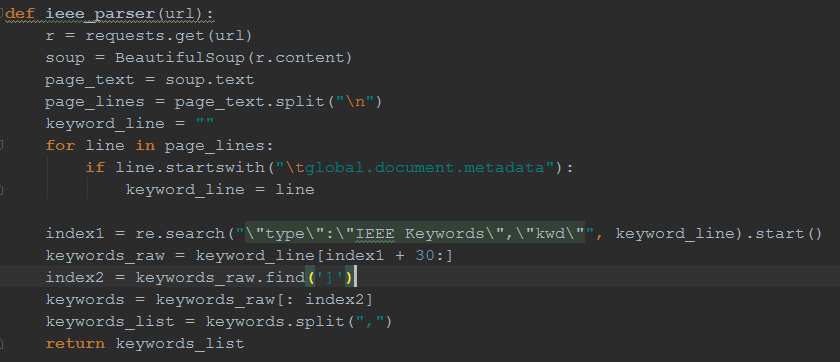 def ieee_parser(url):
    r = requests.get(url)
    soup = BeautifulSoup(r.content)
    page_text = soup.text
    page_lines = page_text.split("\n")
    keyword_line = ""
    for line in page_lines:
        if line.startswith("\tglobal.document.metadata"):
            keyword_line = line

    index1 = re.search("\"type\":\"IEEE Keywords\",\"kwd\"", keyword_line).start()
    keywords_raw = keyword_line[index1 + 30:]
    index2 = keywords_raw.find(']')
    keywords = keywords_raw[: index2]
    keywords_list = keywords.split(",")
    return keywords_list